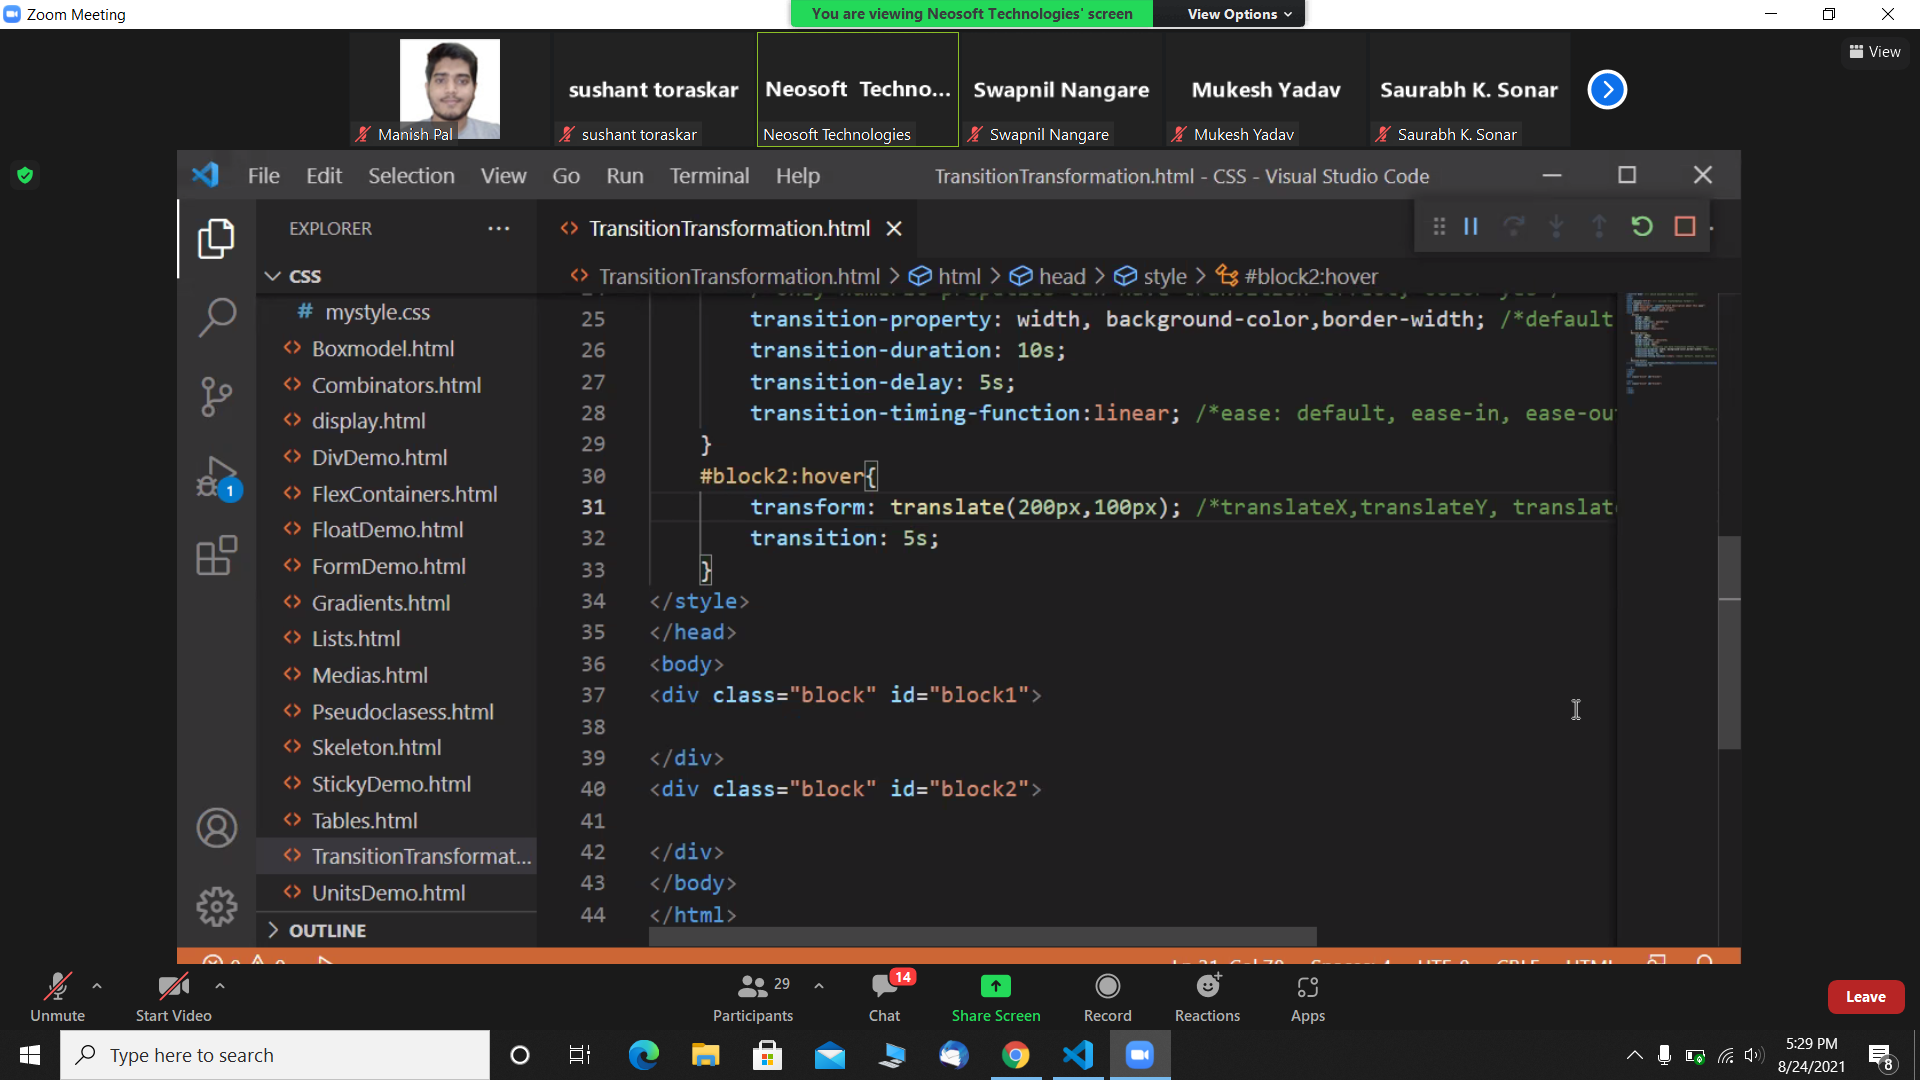 Zoom Meeting
You are viewing Neosoft Technologies' screen
View Options
View
sushant toraskar
Neosoft Techno...
Swapnil Nangare
Mukesh Yadav
Saurabh K. Sonar
Manish Pal
sushant toraskar
Neosoft Technologies
Swapnil Nangare
Mukesh Yadav
Saurabh K. Sonar
File Edit Selection View Go Run Terminal Help
TransitionTransformation.html - CSS - Visual Studio Code
EXPLORER
TransitionTransformation.html
CSS
TransitionTransformation.html > html > head > style > #block2:hover
# mystyle.css
Boxmodel.html
Combinators.html
display.html
DivDemo.html
FlexContainers.html
FloatDemo.html
FormDemo.html
Gradients.html
Lists.html
Medias.html
Pseudoclasess.html
Skeleton.html
StickyDemo.html
Tables.html
TransitionTransformat...
UnitsDemo.html
OUTLINE
1
25 transition-property: width, background-color,border-width; /*default
26 transition-duration: 10s;
27 transition-delay: 5s;
28 transition-timing-function:linear; /*ease: default, ease-in, ease-ou
29 }
30 #block2:hover{
31 transform: translate(200px,100px); /*translateX,translateY, translat
32 transition: 5s;
33 }
34 </style>
35 </head>
36 <body>
37 <div class="block" id="block1">
38
39 </div>
40 <div class="block" id="block2">
41
42 </div>
43 </body>
44 </html>
Unmute
Start Video
29
Participants
14
Chat
Share Screen
Record
Reactions
Apps
Leave
Type here to search
5:29 PM
8/24/2021
8